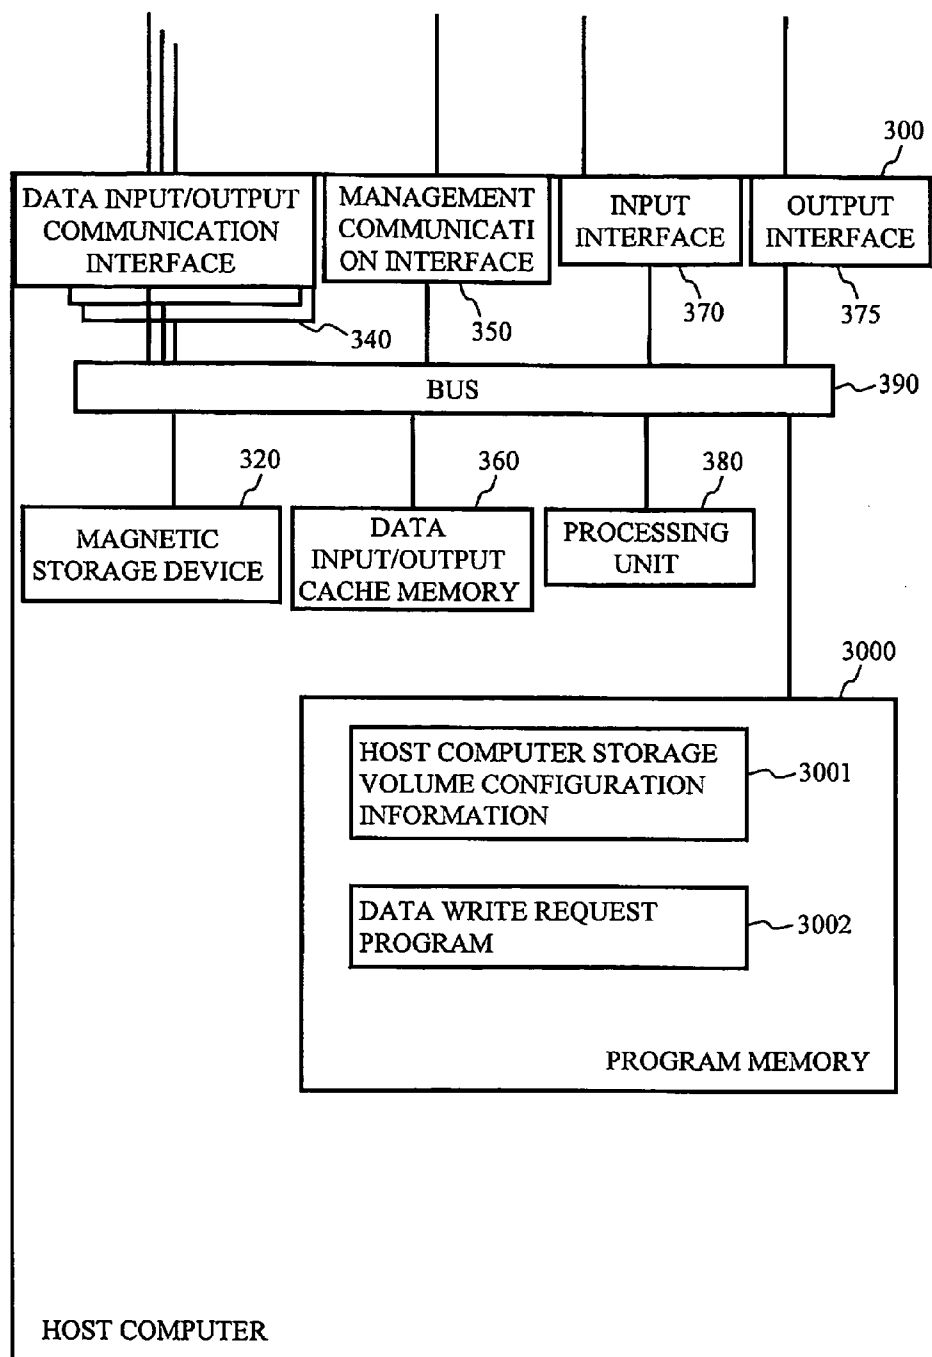 300
DATA INPUT/OUTPUT
COMMUNICATION
INTERFACE
MANAGEMENT
COMMUNICATI
ON INTERFACE
INPUT
INTERFACE
OUTPUT
INTERFACE
340
350
370
375
BUS
390
320
360
380
MAGNETIC
STORAGE DEVICE
DATA
INPUT/OUTPUT
CACHE MEMORY
PROCESSING
UNIT
3000
HOST COMPUTER STORAGE
VOLUME CONFIGURATION
INFORMATION
3001
DATA WRITE REQUEST
PROGRAM
3002
PROGRAM MEMORY
HOST COMPUTER